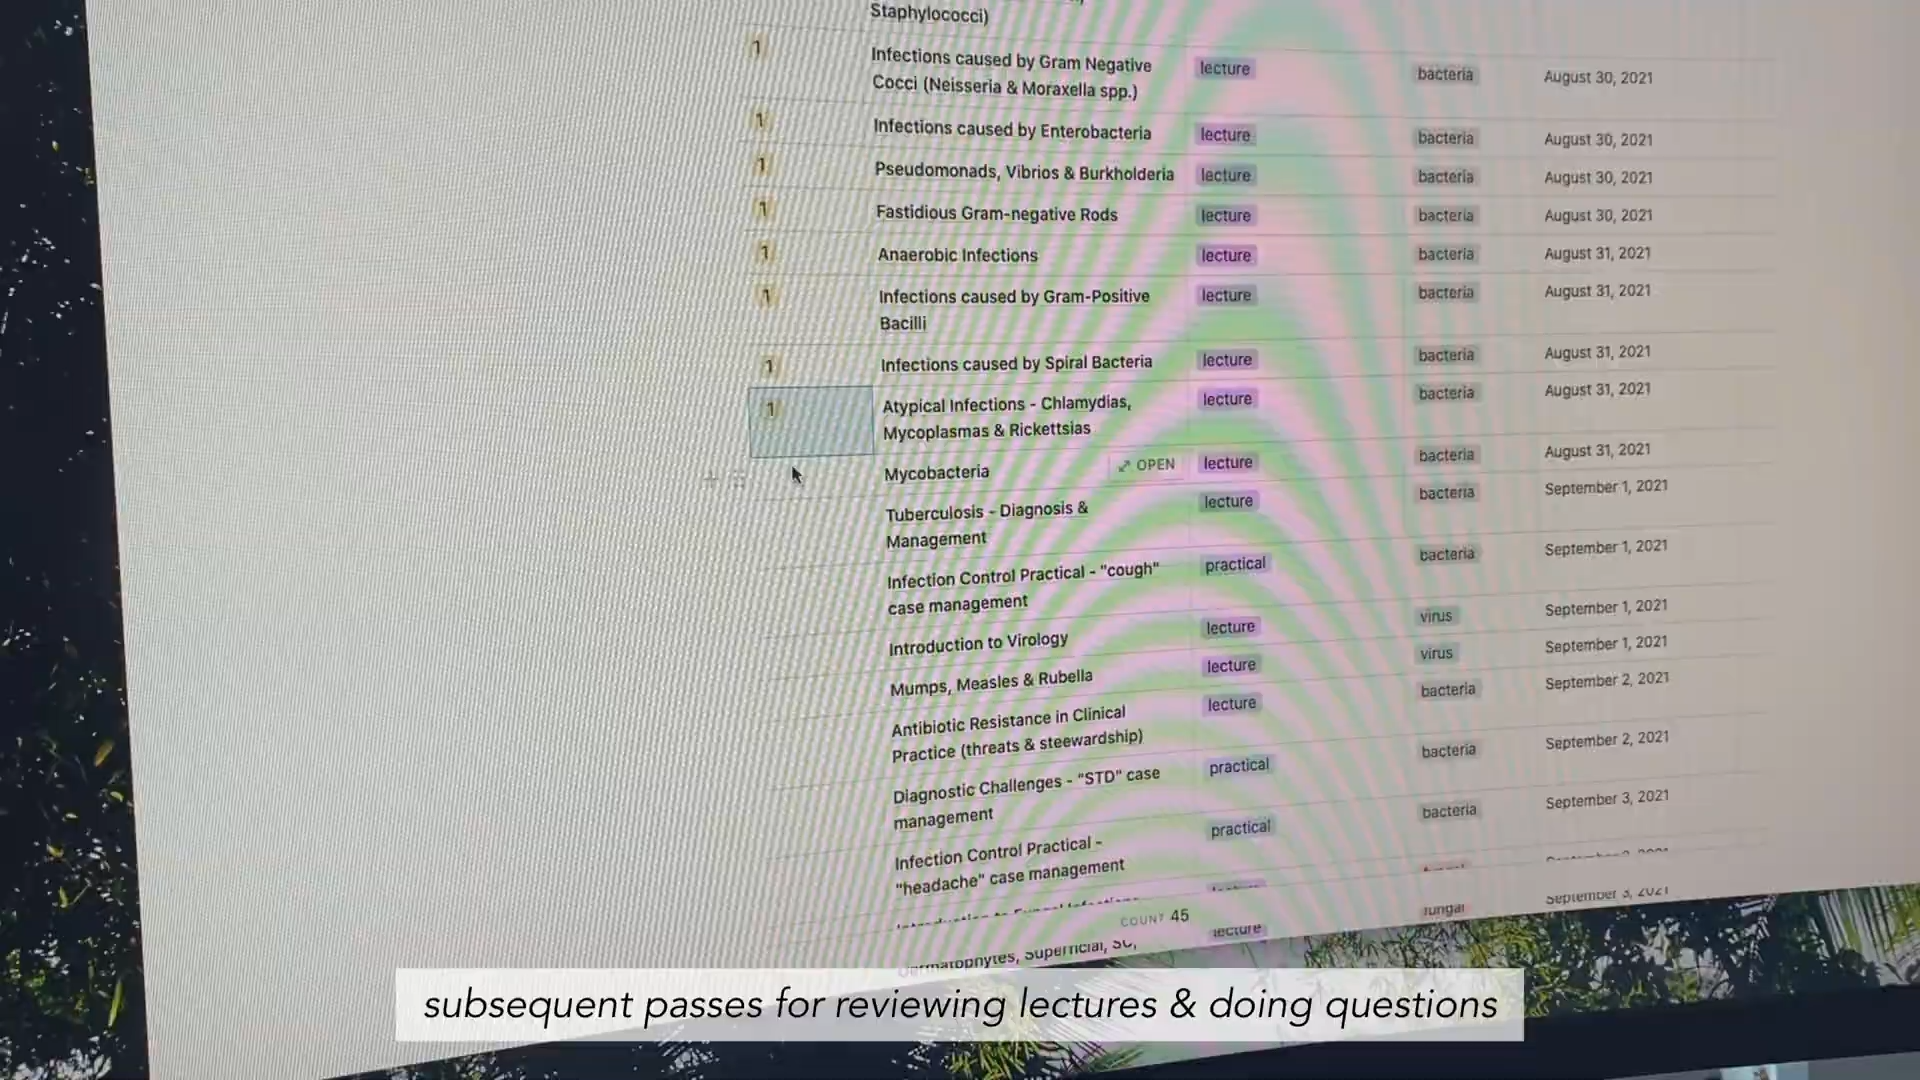 Staphylococci)
1 Infections caused by Gram Negative lecture bacteria August 30, 2021
Cocci (Neisseria & Moraxella spp.)
1 Infections caused by Enterobacteria lecture bacteria August 30, 2021
1 Pseudomonads, Vibrios & Burkholderia lecture bacteria August 30, 2021
1 Fastidious Gram-negative Rods lecture bacteria August 30, 2021
1 Anaerobic Infections lecture bacteria August 31, 2021
1 Infections caused by Gram-Positive lecture bacteria August 31, 2021
Bacilli
1 Infections caused by Spiral Bacteria lecture bacteria August 31, 2021
1 Atypical Infections - Chlamydias, lecture bacteria August 31, 2021
Mycoplasmas & Rickettsias
Mycobacteria OPEN lecture bacteria August 31, 2021
Tuberculosis - Diagnosis & lecture bacteria September 1, 2021
Management
Infection Control Practical - "cough" practical bacteria September 1, 2021
case management
Introduction to Virology lecture virus September 1, 2021
Mumps, Measles & Rubella lecture virus September 1, 2021
Antibiotic Resistance in Clinical lecture bacteria September 2, 2021
Practice (threats & steewardship)
Diagnostic Challenges - "STD" case practical bacteria September 2, 2021
management
Infection Control Practical - practical bacteria September 3, 2021
"headache" case management
COUNT 45
lecture fungal September 3, 2021
subsequent passes for reviewing lectures & doing questions